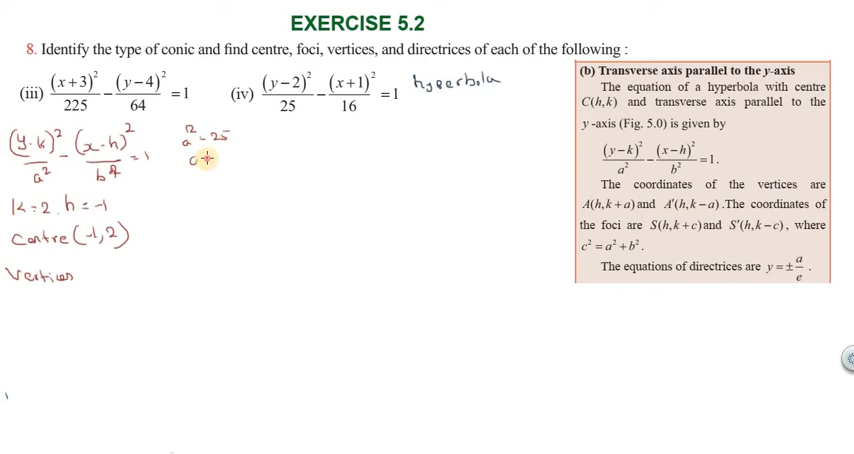 EXERCISE 5.2
8. Identify the type of conic and find centre, foci, vertices, and directrices of each of the following :
(iii) (x+3)²/225 − (y−4)²/64 = 1 (iv) (y−2)²/25 − (x+1)²/16 = 1 hyperbola
(y-k)²/a² − (x-h)²/b² = 1
a² = 25
a
k=2, h=-1
Centre (-1, 2)
Vertices
(b) Transverse axis parallel to the y-axis
The equation of a hyperbola with centre
C(h,k) and transverse axis parallel to the
y-axis (Fig. 5.0) is given by
(y−k)²/a² − (x−h)²/b² = 1.
The coordinates of the vertices are
A(h,k+a) and A′(h,k−a).The coordinates of
the foci are S(h,k+c) and S′(h,k−c), where
c² = a² + b².
The equations of directrices are y = ± a/e .